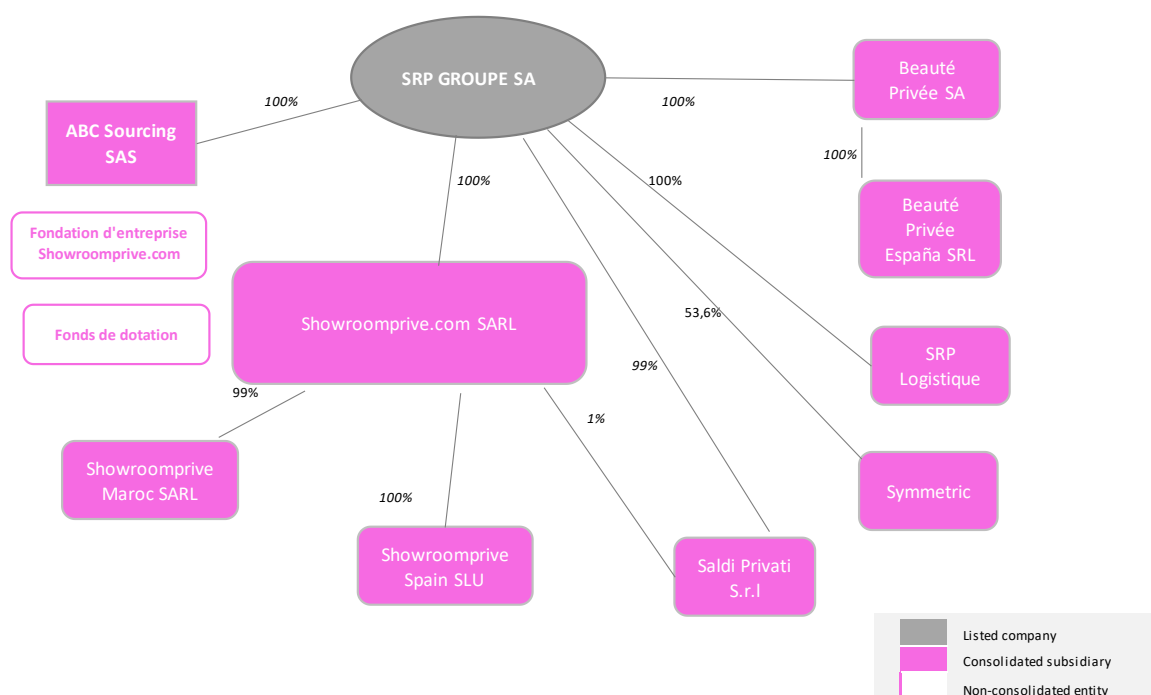 SRP GROUPE SA
Beauté
Privée SA
100%
100%
ABC Sourcing
SAS
100%
100%
100%
Beauté
Privée
España SRL
Fondation d'entreprise
Showroomprive.com
Fonds de dotation
Showroomprive.com SARL
53,6%
SRP
Logistique
99%
99%
1%
Showroomprive
Maroc SARL
Symmetric
100%
Showroomprive
Spain SLU
Saldi Privati
S.r.l
Listed company
Consolidated subsidiary
Non-consolidated entity